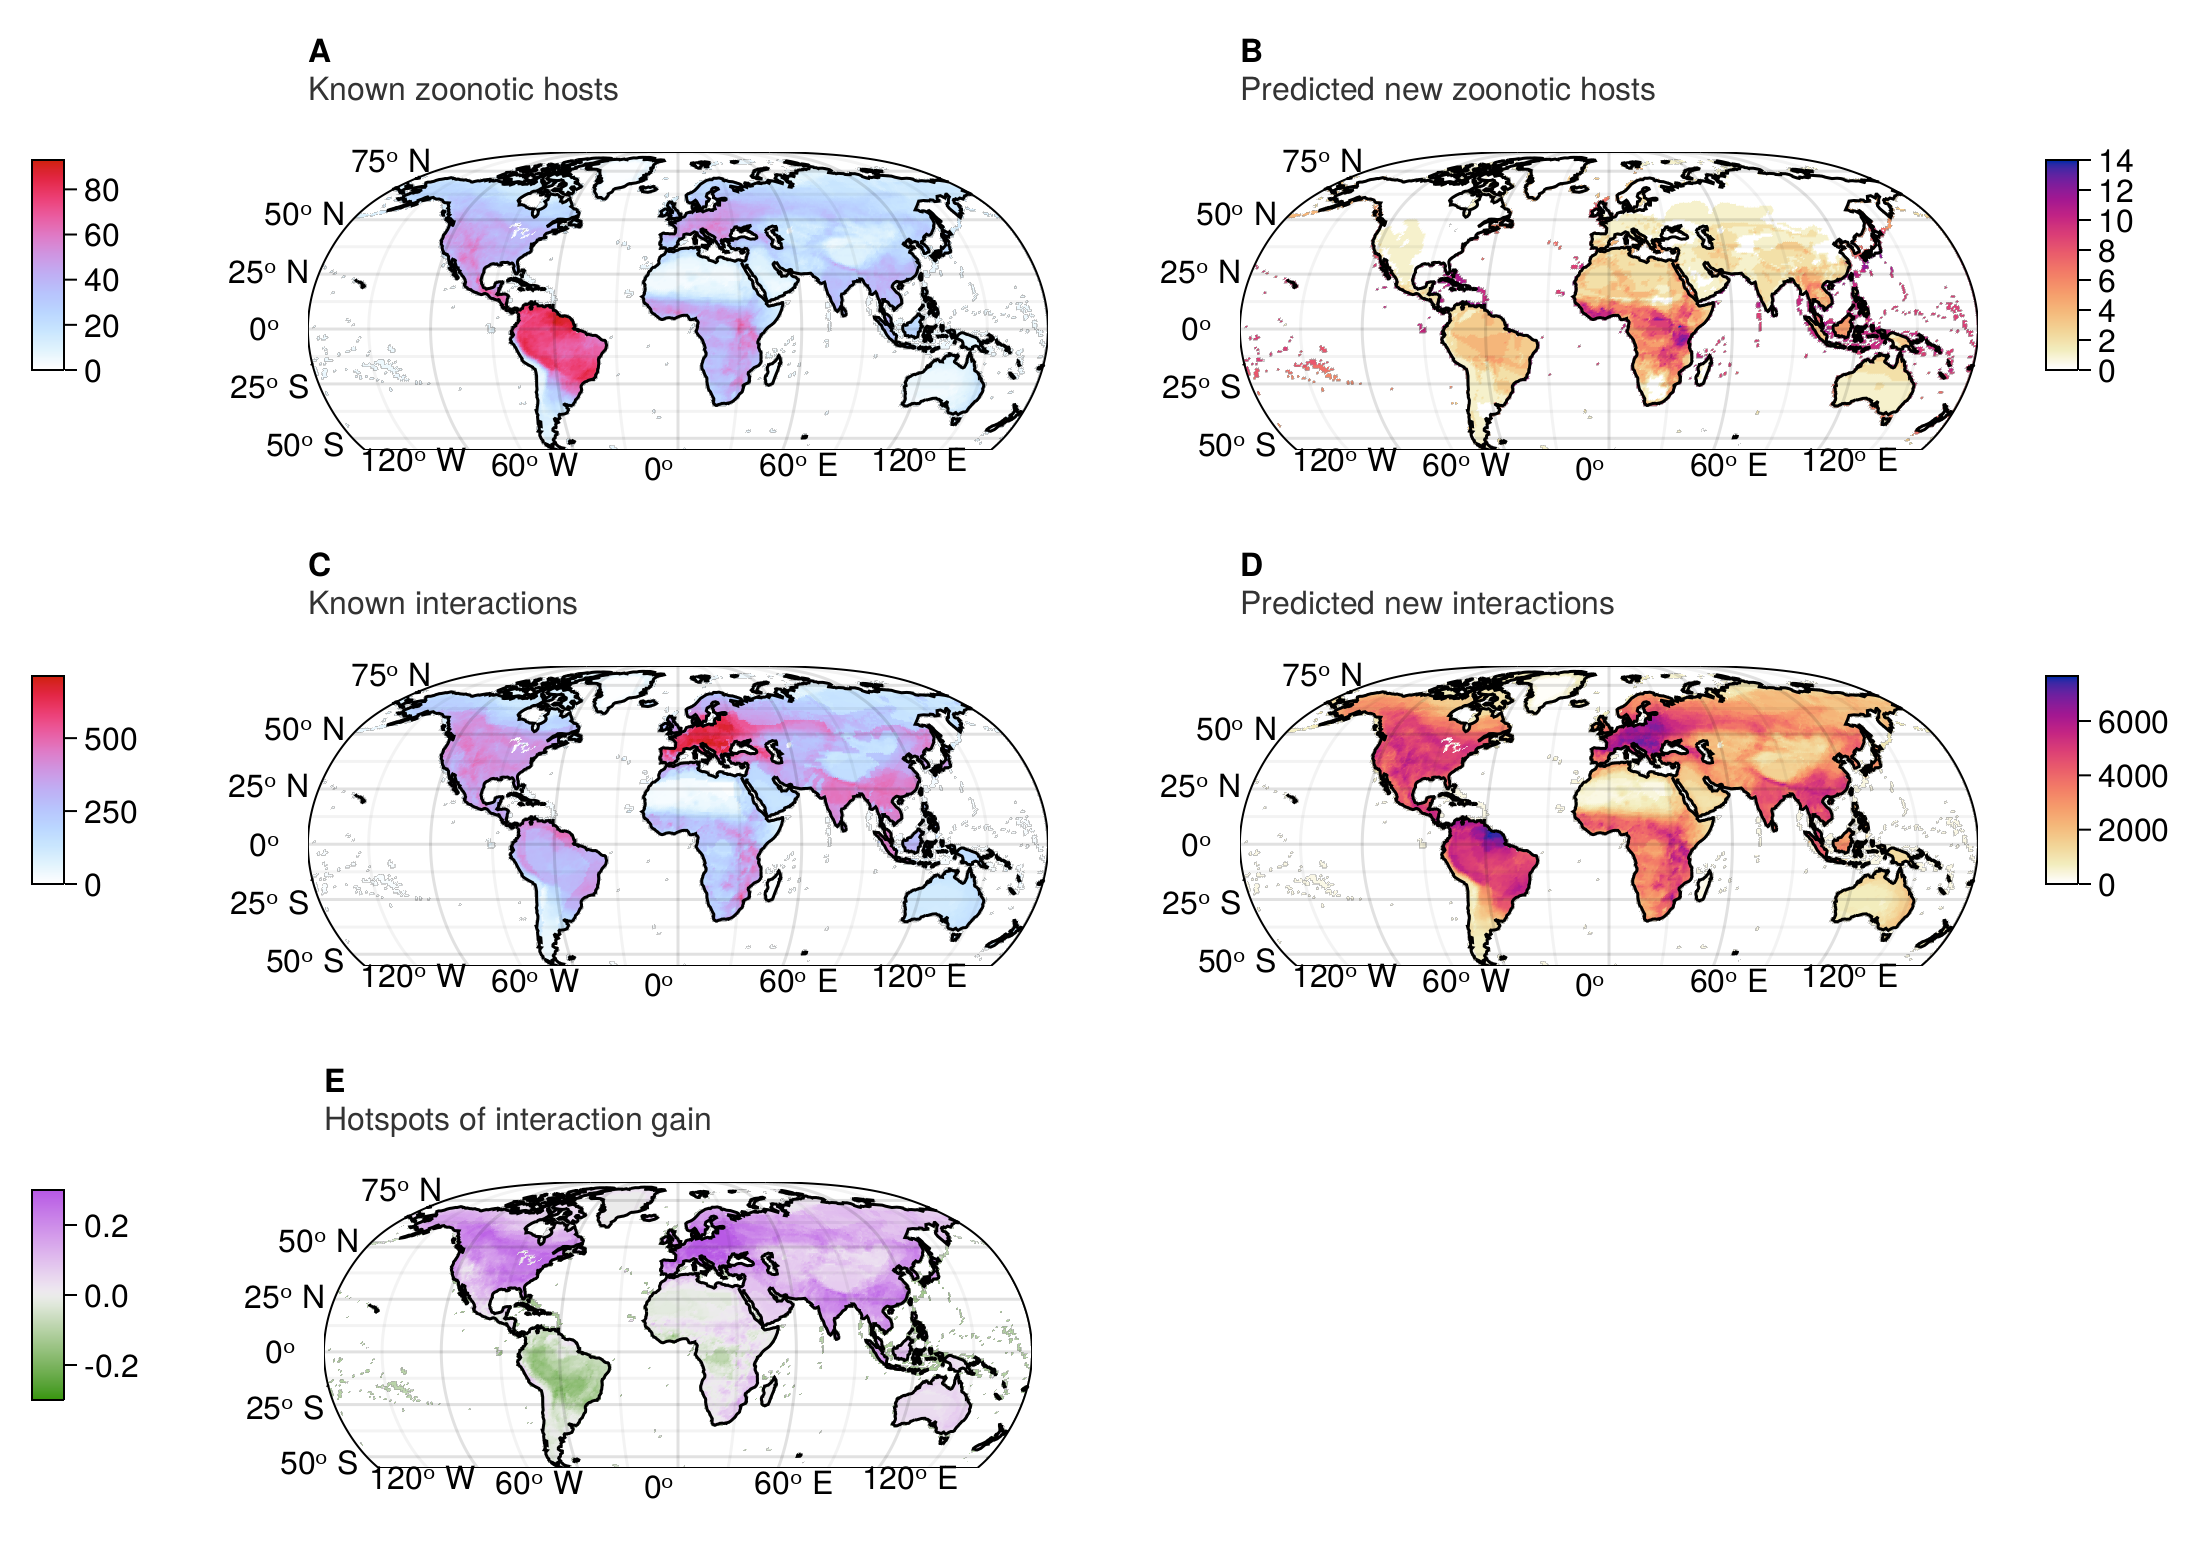 A
Known zoonotic hosts
80
60
40
20
0
75° N
50° N
25° N
0°
25° S
50° S
120° W 60° W 0° 60° E 120° E
B
Predicted new zoonotic hosts
75° N
50° N
25° N
0°
25° S
50° S
120° W 60° W 0° 60° E 120° E
14
12
10
8
6
4
2
0
C
Known interactions
500
250
0
75° N
50° N
25° N
0°
25° S
50° S
120° W 60° W 0° 60° E 120° E
D
Predicted new interactions
75° N
50° N
25° N
0°
25° S
50° S
120° W 60° W 0° 60° E 120° E
6000
4000
2000
0
E
Hotspots of interaction gain
0.2
0.0
-0.2
75° N
50° N
25° N
0°
25° S
50° S
120° W 60° W 0° 60° E 120° E